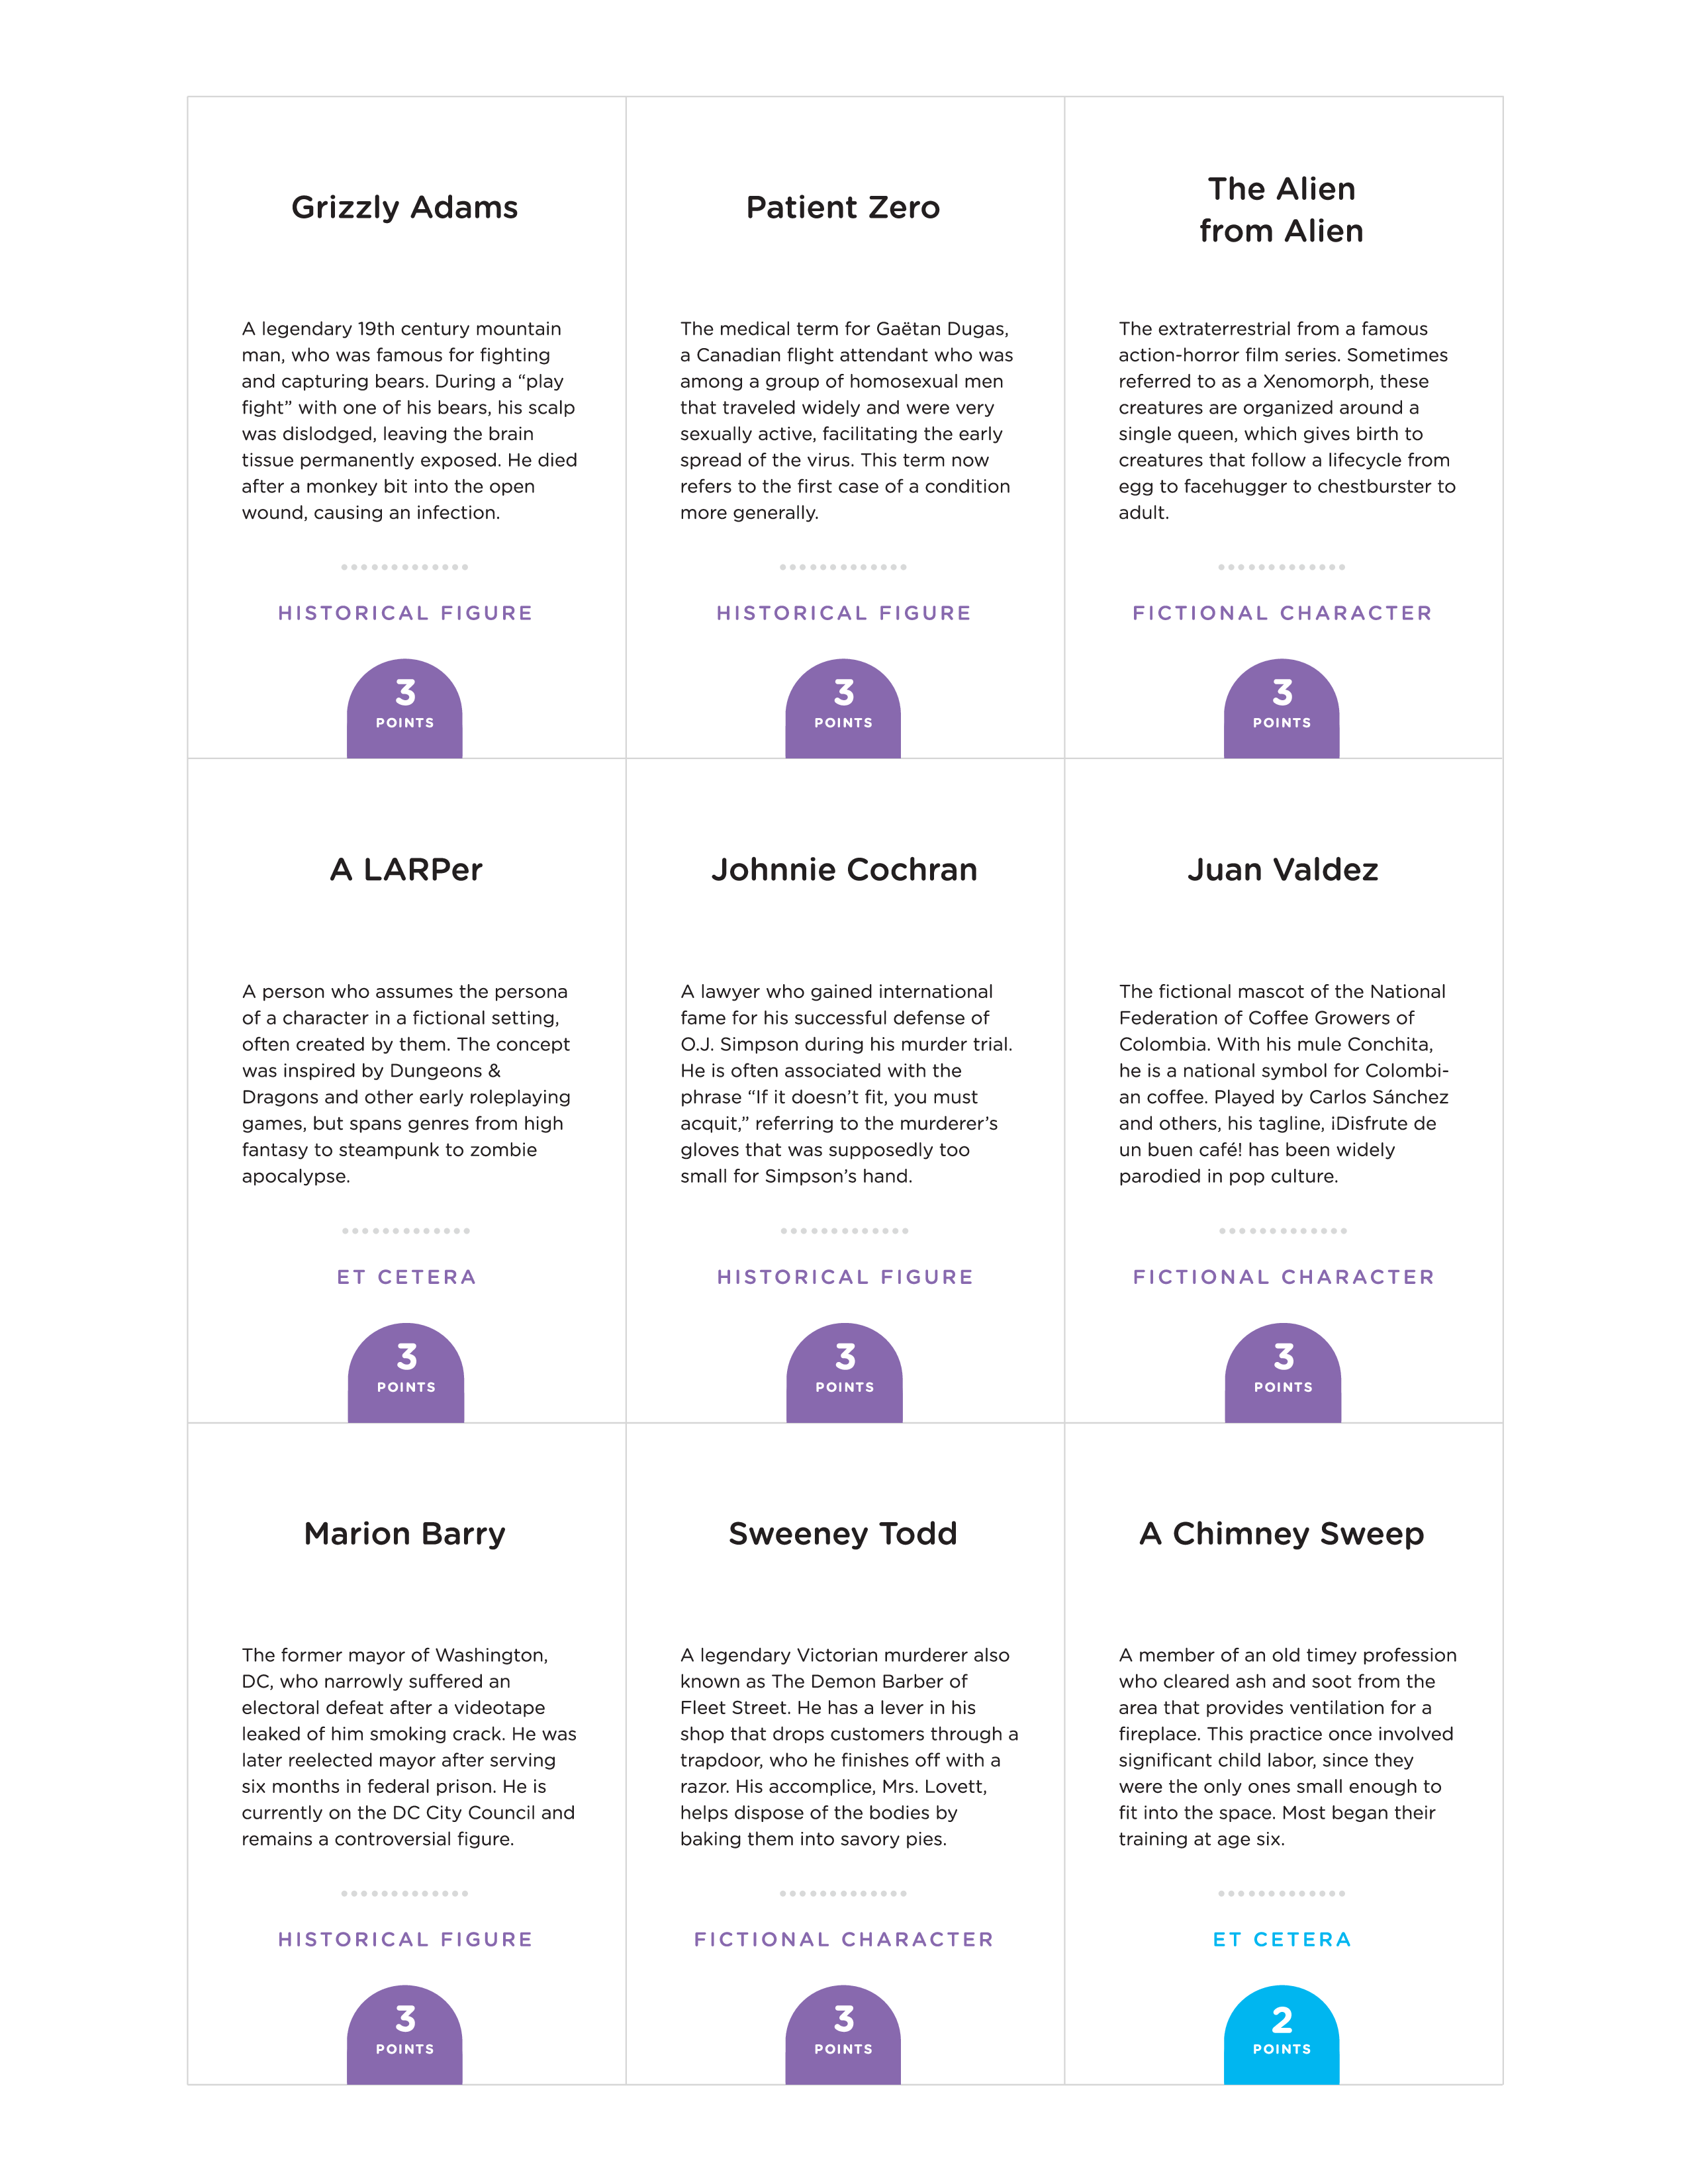 Grizzly Adams
A legendary 19th century mountain
man, who was famous for fighting
and capturing bears. During a “play
fight” with one of his bears, his scalp
was dislodged, leaving the brain
tissue permanently exposed. He died
after a monkey bit into the open
wound, causing an infection.
HISTORICAL FIGURE
3
POINTS
Patient Zero
The medical term for Gaëtan Dugas,
a Canadian flight attendant who was
among a group of homosexual men
that traveled widely and were very
sexually active, facilitating the early
spread of the virus. This term now
refers to the first case of a condition
more generally.
HISTORICAL FIGURE
3
POINTS
The Alien
from Alien
The extraterrestrial from a famous
action-horror film series. Sometimes
referred to as a Xenomorph, these
creatures are organized around a
single queen, which gives birth to
creatures that follow a lifecycle from
egg to facehugger to chestburster to
adult.
FICTIONAL CHARACTER
3
POINTS
A LARPer
A person who assumes the persona
of a character in a fictional setting,
often created by them. The concept
was inspired by Dungeons &
Dragons and other early roleplaying
games, but spans genres from high
fantasy to steampunk to zombie
apocalypse.
ET CETERA
3
POINTS
Johnnie Cochran
A lawyer who gained international
fame for his successful defense of
O.J. Simpson during his murder trial.
He is often associated with the
phrase “If it doesn’t fit, you must
acquit,” referring to the murderer’s
gloves that was supposedly too
small for Simpson’s hand.
HISTORICAL FIGURE
3
POINTS
Juan Valdez
The fictional mascot of the National
Federation of Coffee Growers of
Colombia. With his mule Conchita,
he is a national symbol for Colombi-
an coffee. Played by Carlos Sánchez
and others, his tagline, ¡Disfrute de
un buen café! has been widely
parodied in pop culture.
FICTIONAL CHARACTER
3
POINTS
Marion Barry
The former mayor of Washington,
DC, who narrowly suffered an
electoral defeat after a videotape
leaked of him smoking crack. He was
later reelected mayor after serving
six months in federal prison. He is
currently on the DC City Council and
remains a controversial figure.
HISTORICAL FIGURE
3
POINTS
Sweeney Todd
A legendary Victorian murderer also
known as The Demon Barber of
Fleet Street. He has a lever in his
shop that drops customers through a
trapdoor, who he finishes off with a
razor. His accomplice, Mrs. Lovett,
helps dispose of the bodies by
baking them into savory pies.
FICTIONAL CHARACTER
3
POINTS
A Chimney Sweep
A member of an old timey profession
who cleared ash and soot from the
area that provides ventilation for a
fireplace. This practice once involved
significant child labor, since they
were the only ones small enough to
fit into the space. Most began their
training at age six.
ET CETERA
2
POINTS